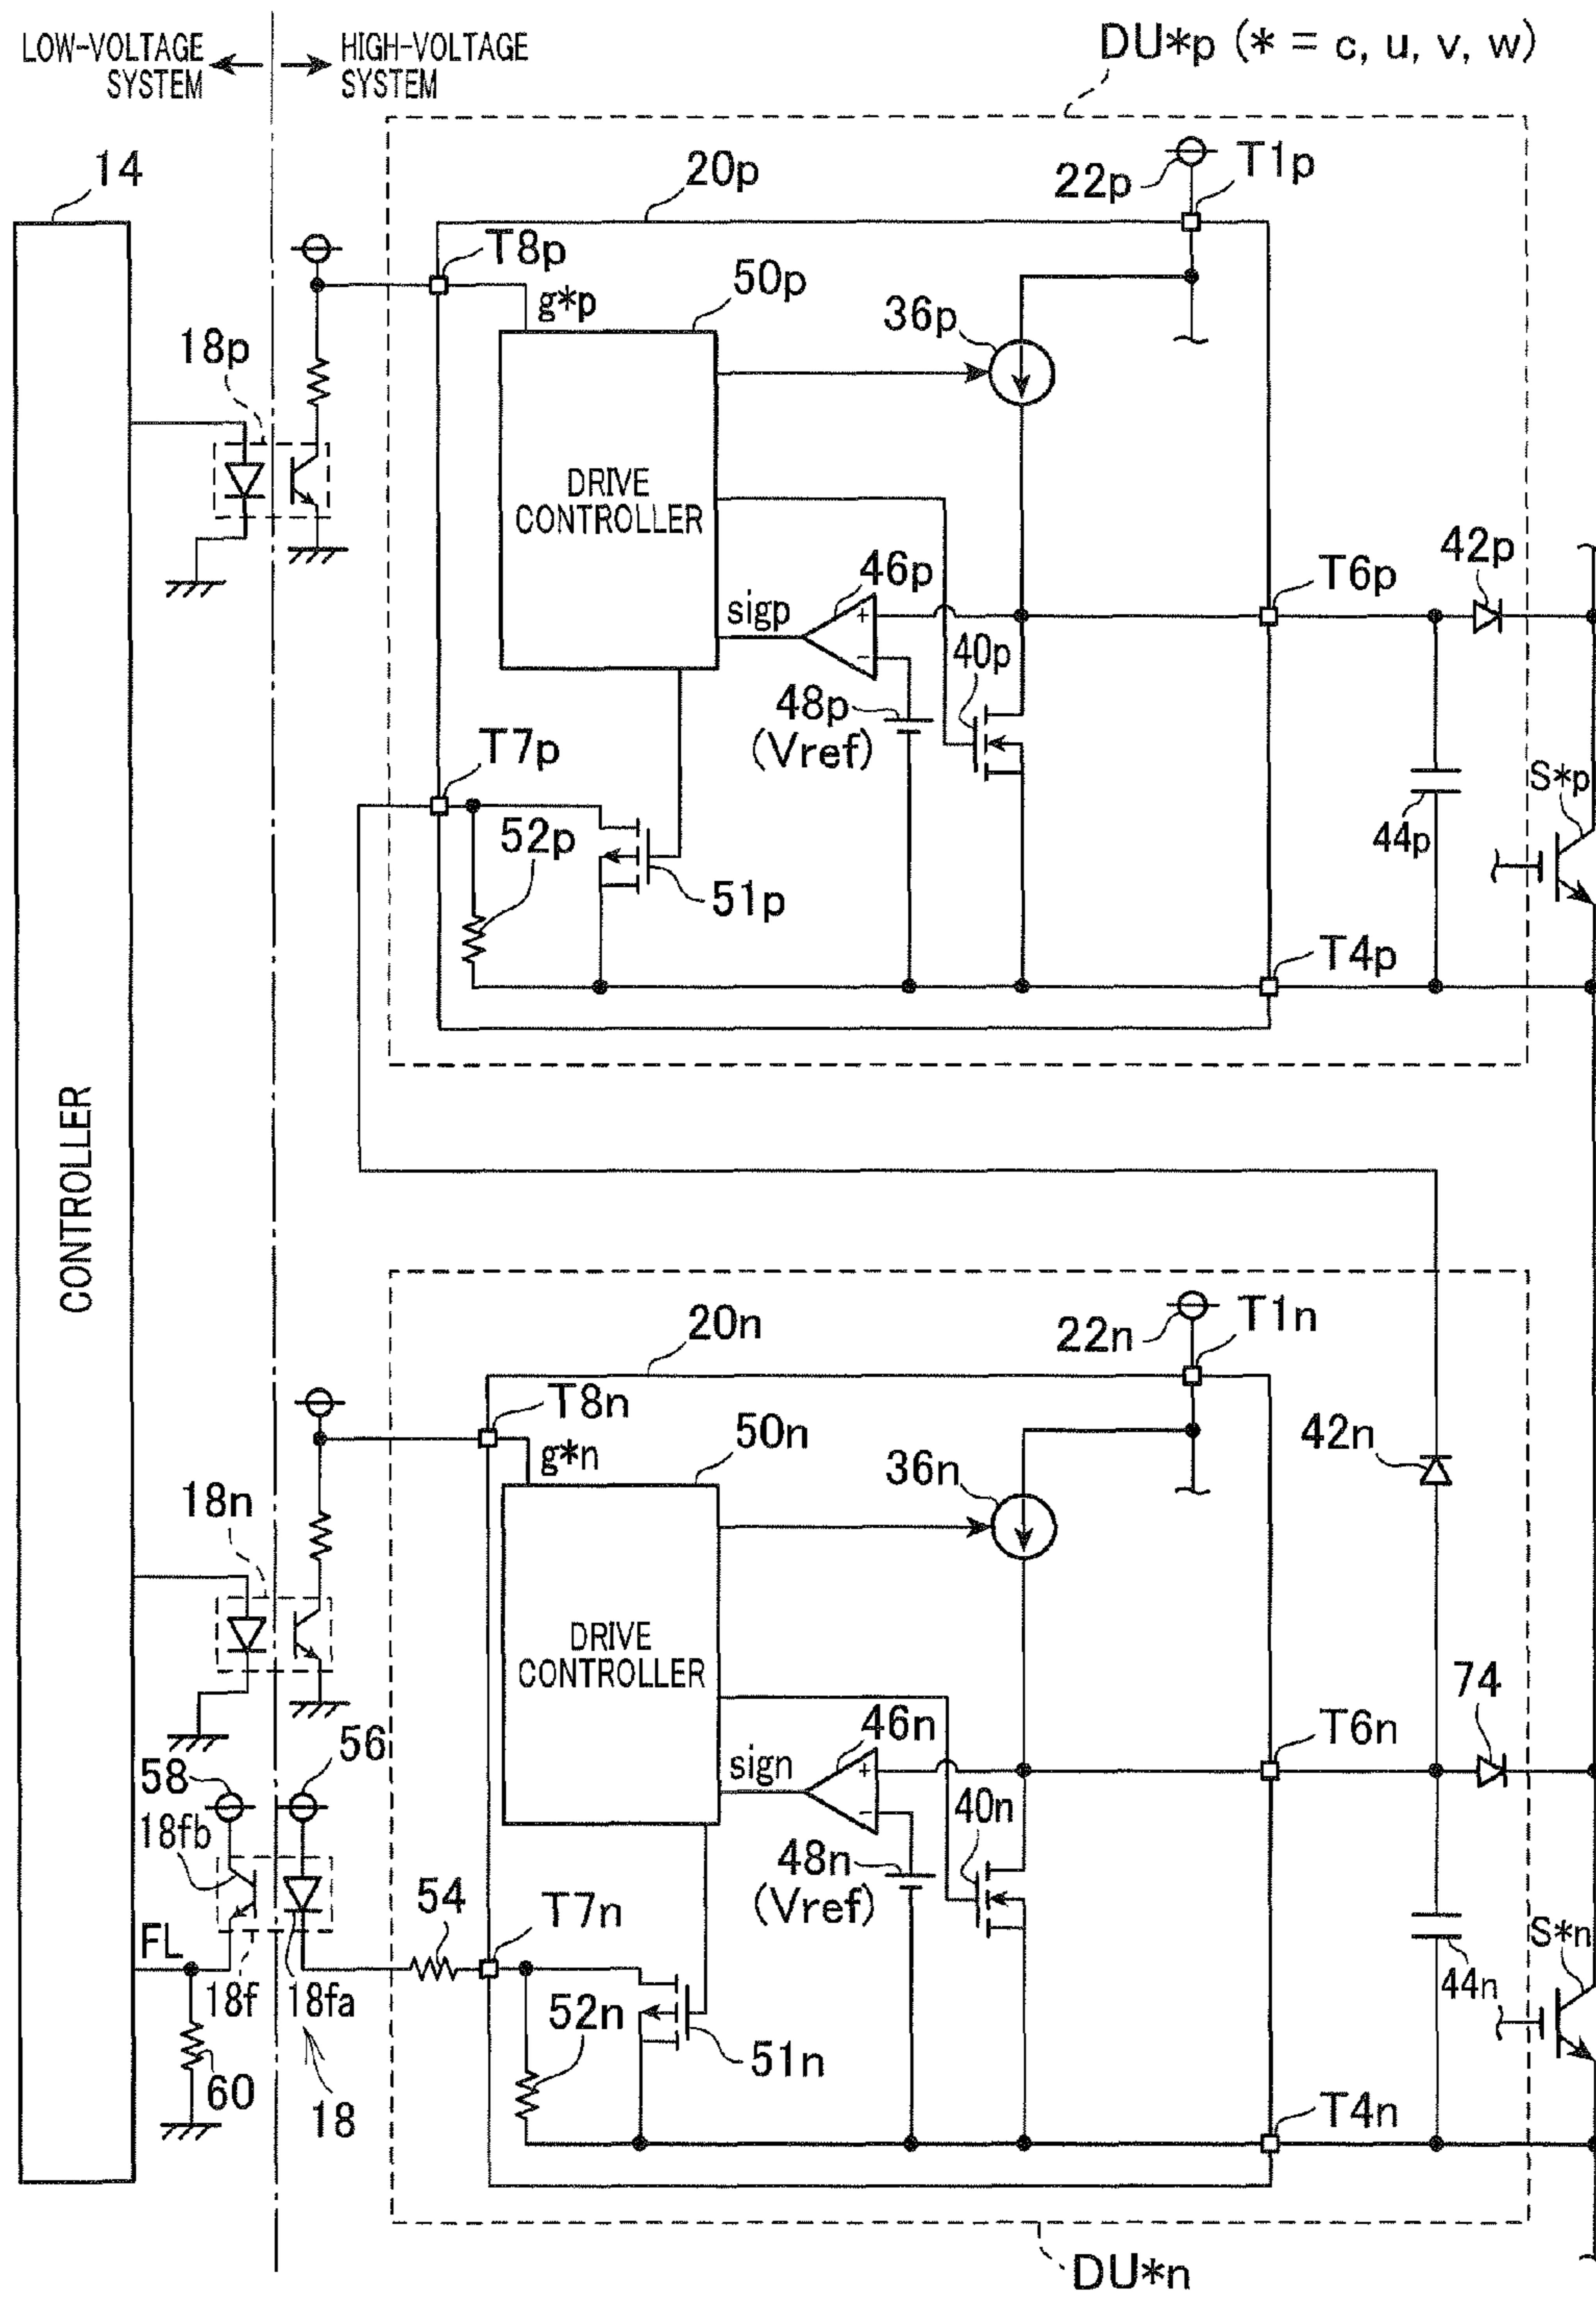 LOW-VOLTAGE SYSTEM
HIGH-VOLTAGE SYSTEM
DU*p (* = c, u, v, w)
14
20p
22p
T1p
T8p
g*p
50p
36p
18p
DRIVE CONTROLLER
46p
sigp
T6p
42p
40p
48p
(Vref)
T7p
S*p
52p
44p
51p
T4p
CONTROLLER
20n
22n
T1n
T8n
g*n
50n
36n
42n
18n
DRIVE CONTROLLER
74
46n
sign
T6n
56
58
18fb
40n
48n
(Vref)
54
T7n
FL
S*n
18f
18fa
52n
44n
51n
60
18
T4n
DU*n
+
−
+
−